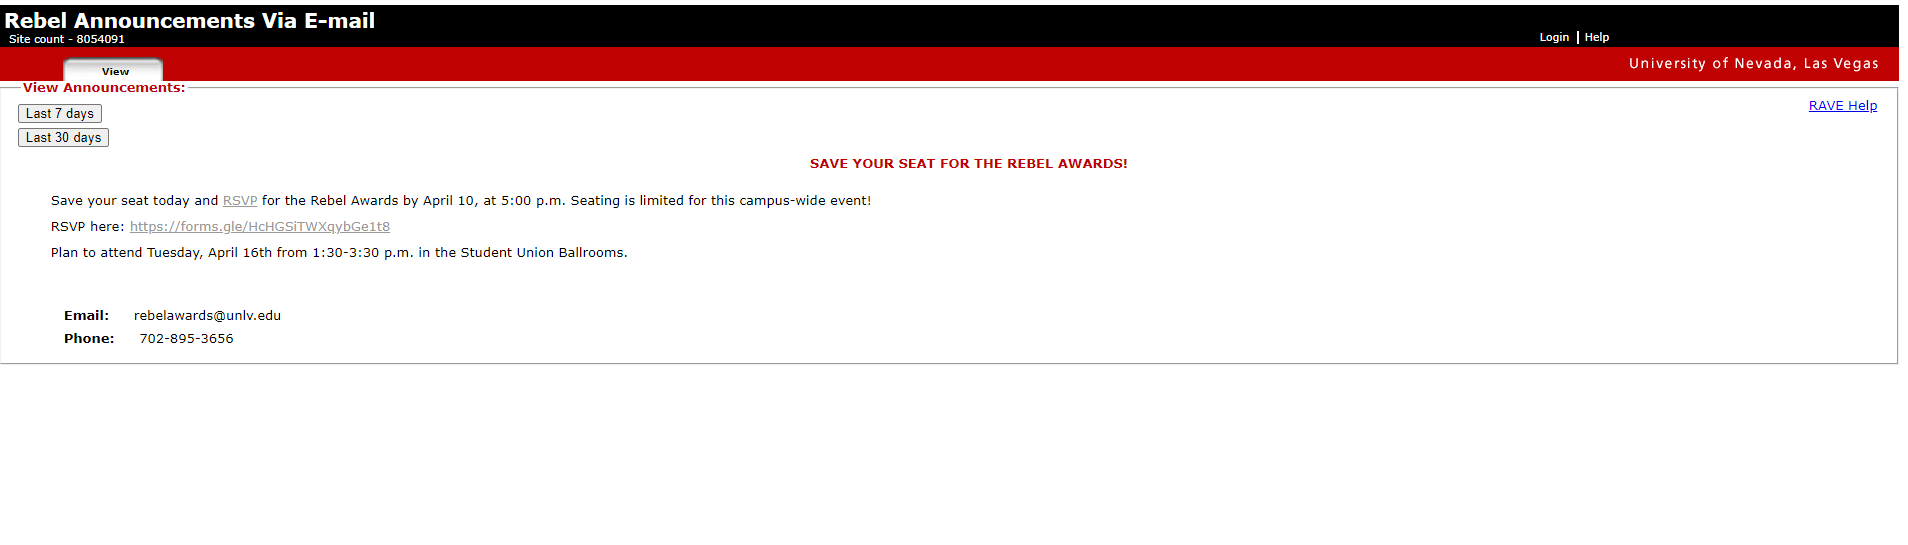 Rebel Announcements Via E-mail
Site count - 8054091
Login | Help
View
University of Nevada, Las Vegas
View Announcements:
Last 7 days
RAVE Help
Last 30 days
SAVE YOUR SEAT FOR THE REBEL AWARDS!
Save your seat today and RSVP for the Rebel Awards by April 10, at 5:00 p.m. Seating is limited for this campus-wide event!
RSVP here: https://forms.gle/HcHGSiTWXqybGe1t8
Plan to attend Tuesday, April 16th from 1:30-3:30 p.m. in the Student Union Ballrooms.
Email: rebelawards@unlv.edu
Phone: 702-895-3656